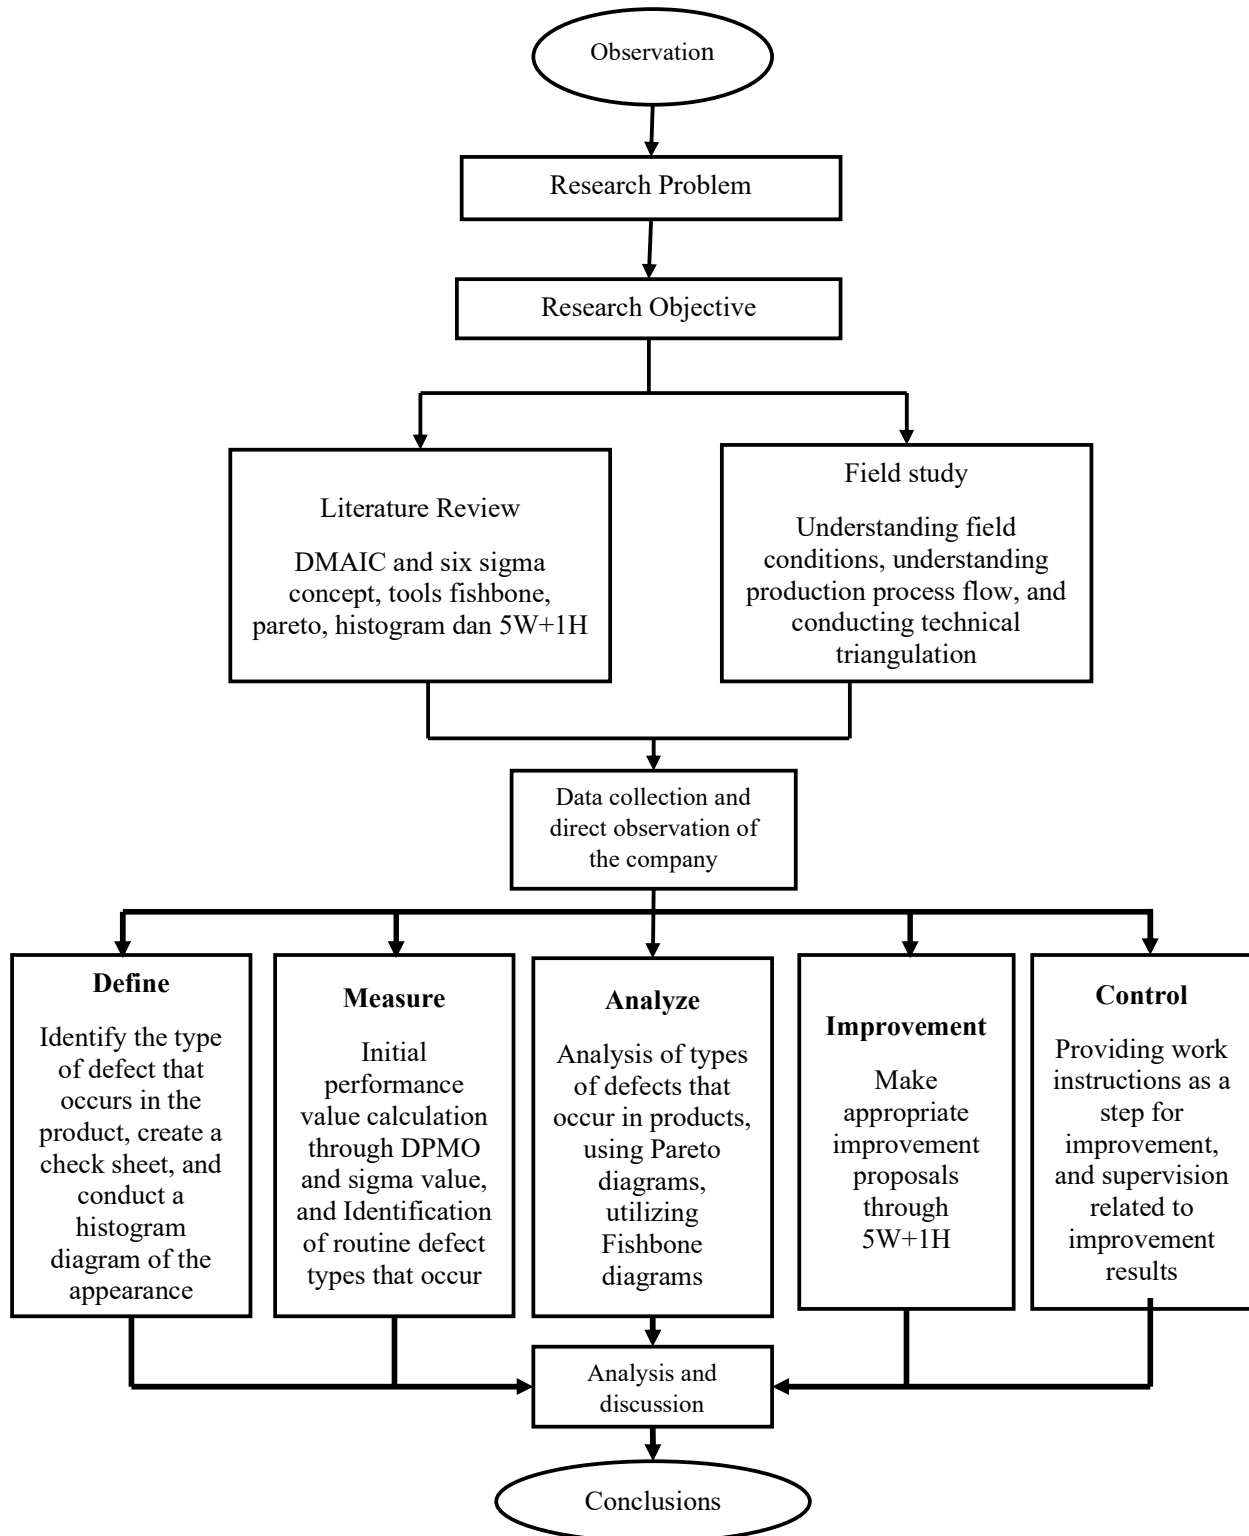 Observation
Research Problem
Research Objective
Literature Review
DMAIC and six sigma
concept, tools fishbone,
pareto, histogram dan 5W+1H
Field study
Understanding field
conditions, understanding
production process flow, and
conducting technical
triangulation
Data collection and
direct observation of
the company
Define
Identify the type
of defect that
occurs in the
product, create a
check sheet, and
conduct a
histogram
diagram of the
appearance
Measure
Initial
performance
value calculation
through DPMO
and sigma value,
and Identification
of routine defect
types that occur
Analyze
Analysis of types
of defects that
occur in products,
using Pareto
diagrams,
utilizing
Fishbone
diagrams
Improvement
Make
appropriate
improvement
proposals
through
5W+1H
Control
Providing work
instructions as a
step for
improvement,
and supervision
related to
improvement
results
Analysis and
discussion
Conclusions